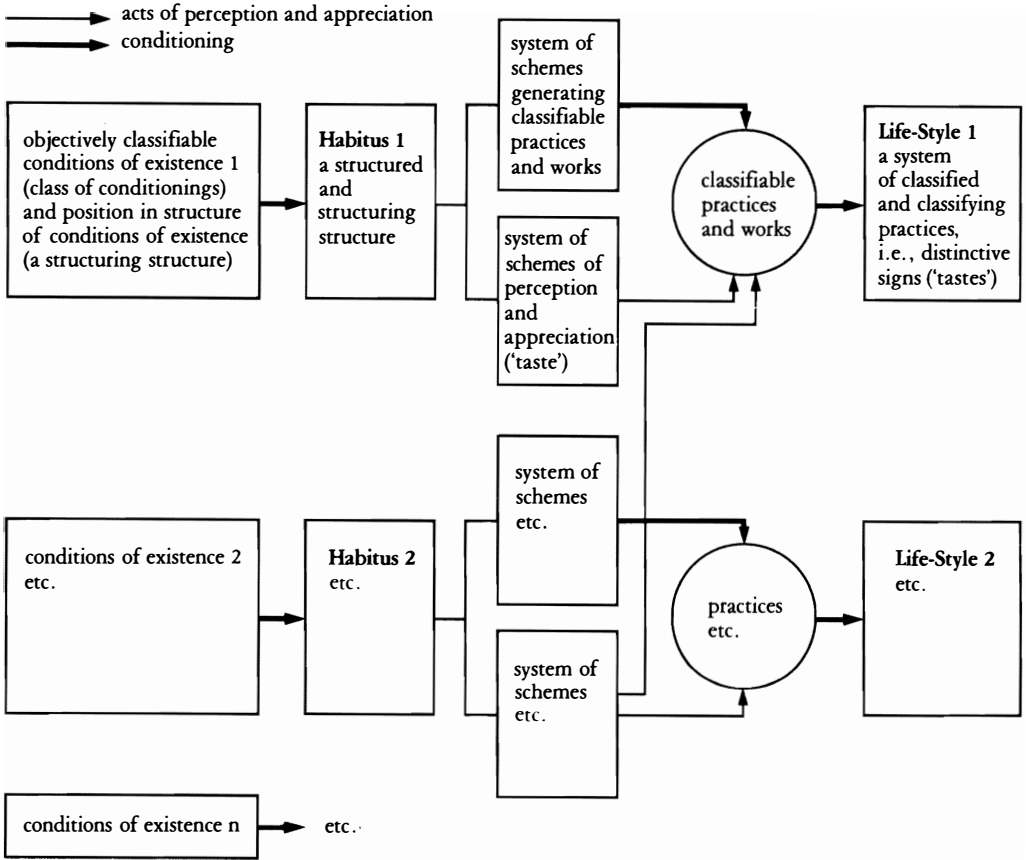 acts of perception and appreciation
conditioning
objectively classifiable
conditions of existence 1
(class of conditionings)
and position in structure
of conditions of existence
(a structuring structure)
Habitus 1
a structured
and
structuring
structure
system of
schemes
generating
classifiable
practices
and works
system of
schemes of
perception
and
appreciation
(‘taste’)
classifiable
practices
and works
Life-Style 1
a system
of classified
and classifying
practices,
i.e., distinctive
signs (‘tastes’)
conditions of existence 2
etc.
Habitus 2
etc.
system of
schemes
etc.
system of
schemes
etc.
practices
etc.
Life-Style 2
etc.
conditions of existence n
etc.